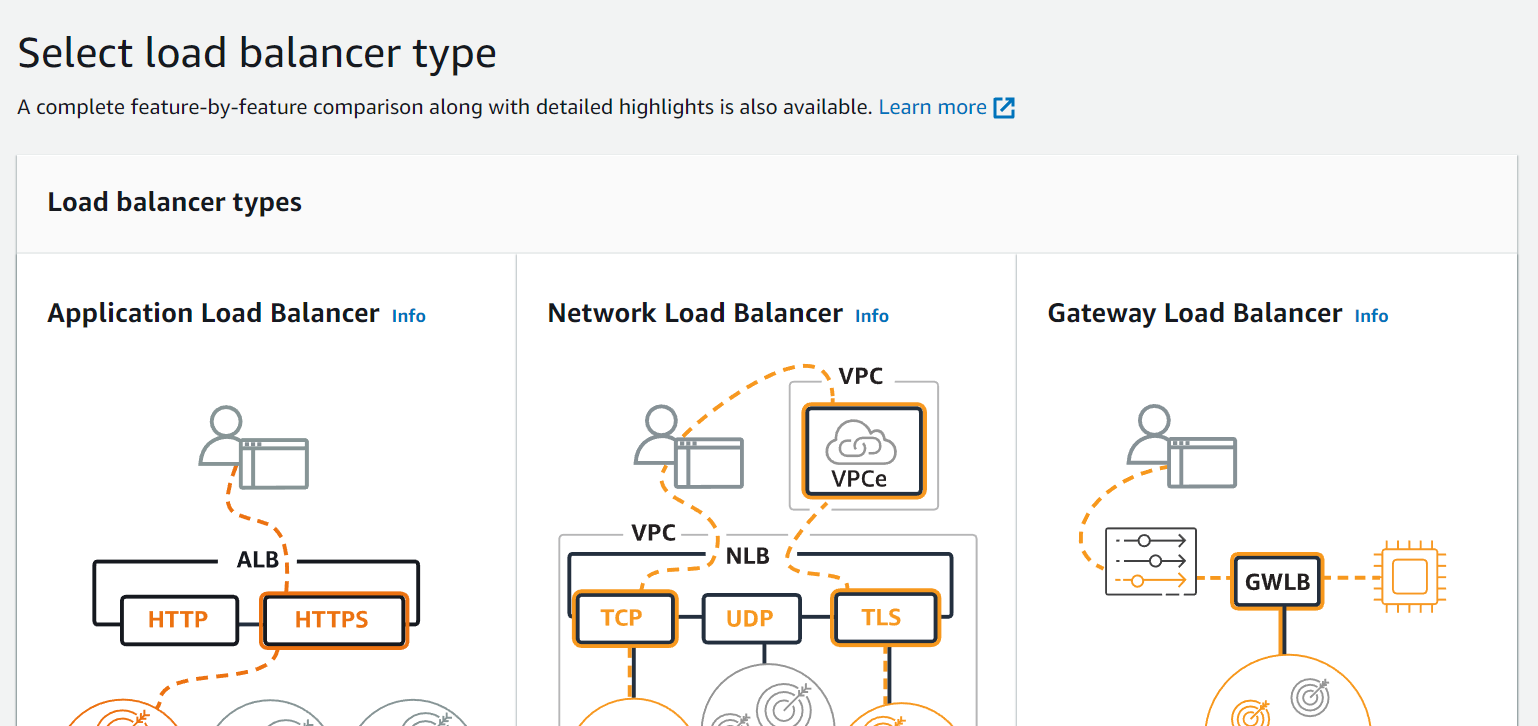 Select load balancer type
A complete feature-by-feature comparison along with detailed highlights is also available. Learn more
Load balancer types
Application Load Balancer Info
ALB
HTTP
HTTPS
Network Load Balancer Info
VPC
VPCe
VPC
NLB
TCP
UDP
TLS
Gateway Load Balancer Info
GWLB